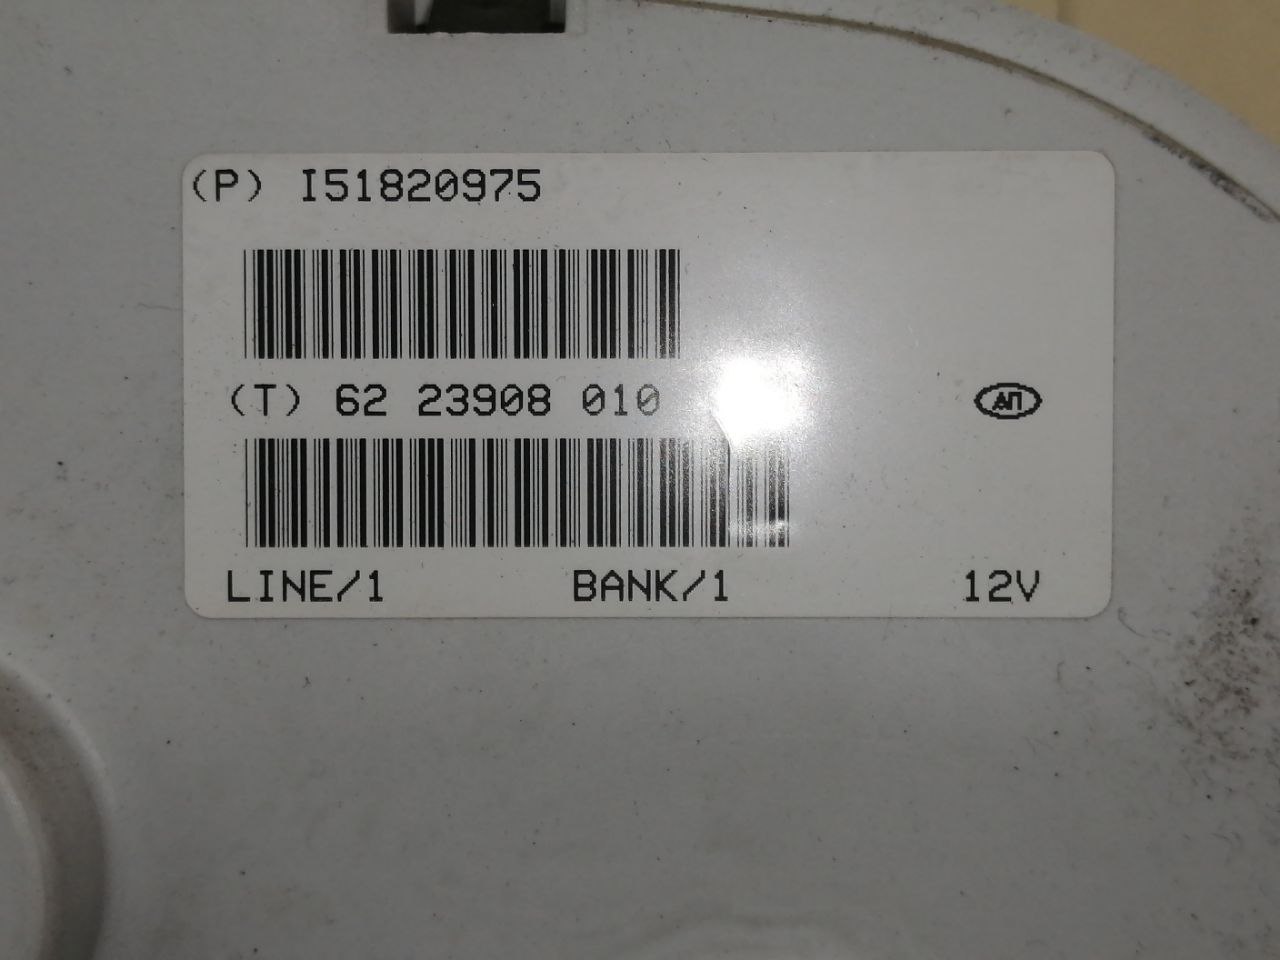 (P) I51820975
(T) 62 23908 010
АП
LINE/1 BANK/1 12V